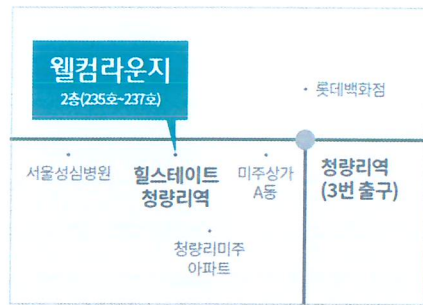 웰컴라운지
2층(235호~237호)
· 롯데백화점
서울성심병원
힐스테이트
청량리역
미주상가
A동
청량리역
(3번 출구)
청량리미주
아파트